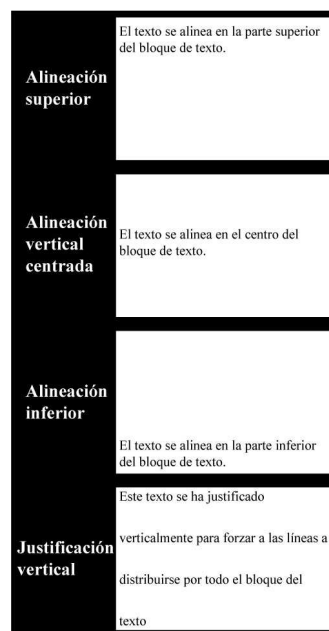 Alineación
superior
El texto se alinea en la parte superior
del bloque de texto.
Alineación
vertical
centrada
El texto se alinea en el centro del
bloque de texto.
Alineación
inferior
El texto se alinea en la parte inferior
del bloque de texto.
Justificación
vertical
Este texto se ha justificado
verticalmente para forzar a las líneas a
distribuirse por todo el bloque del
texto